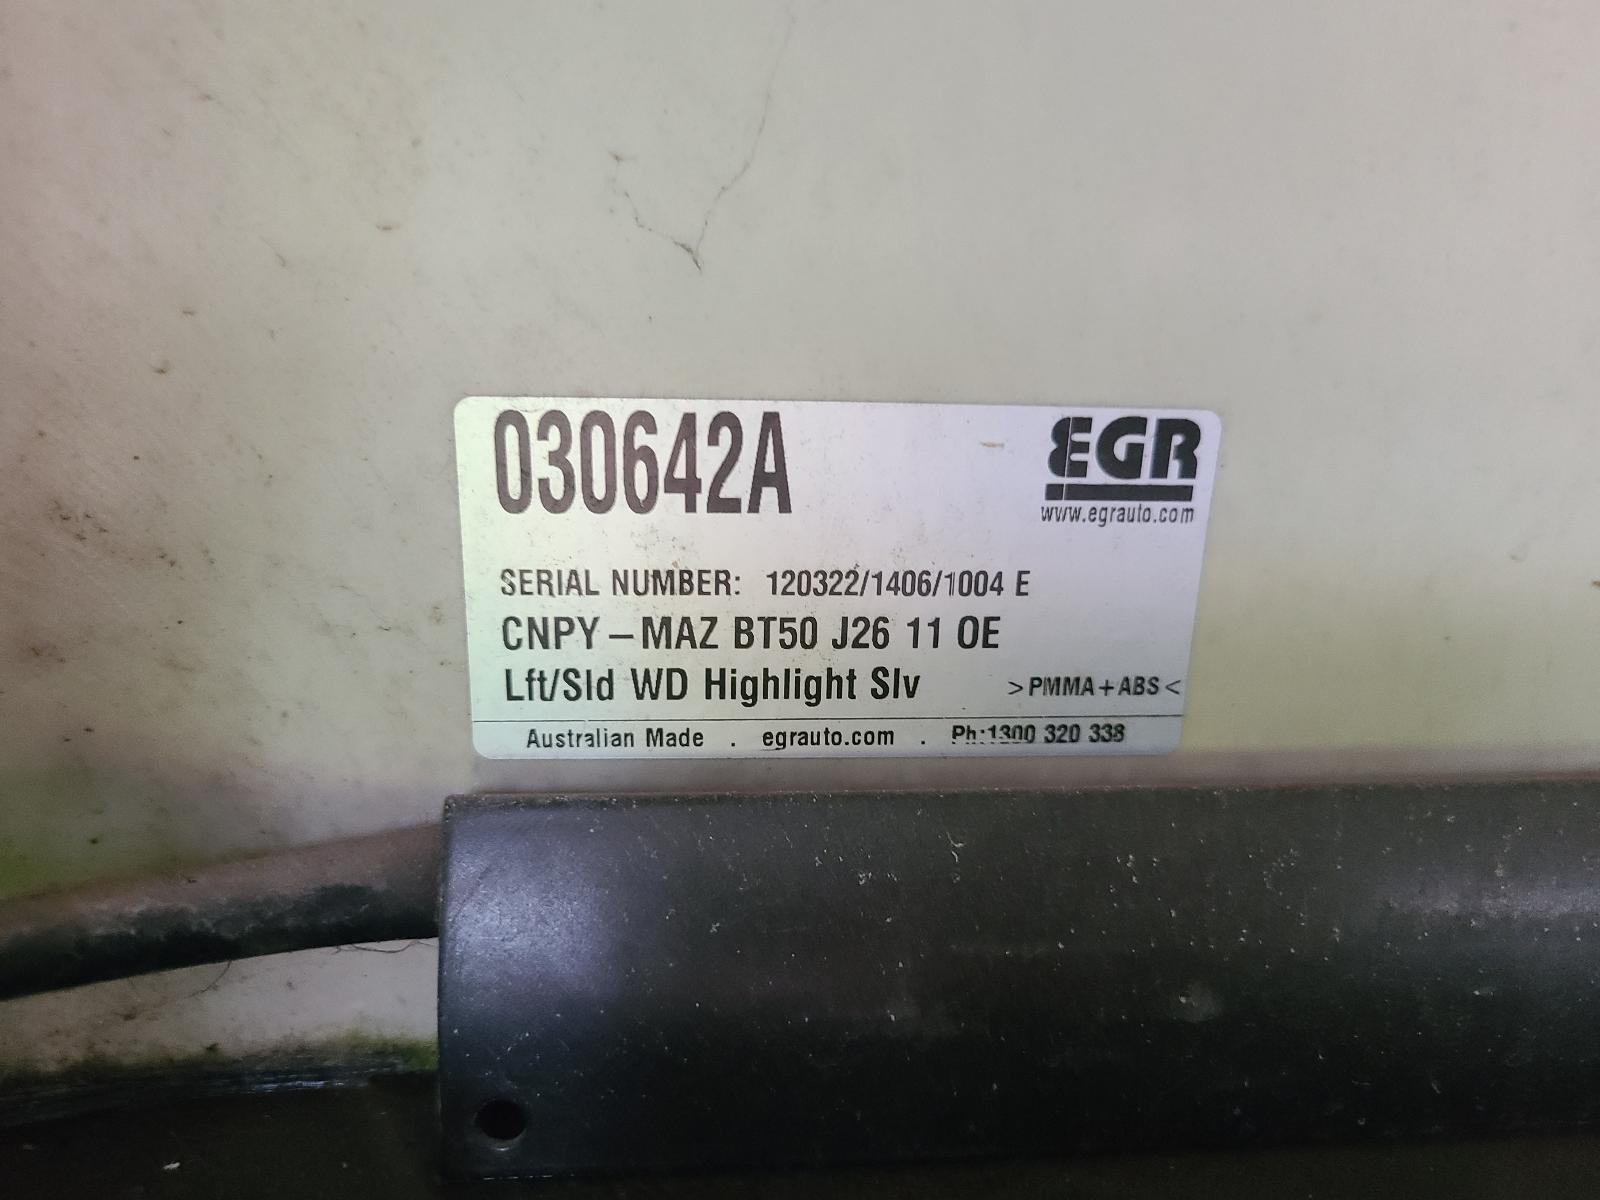 030642A
EGR
www.egrauto.com
SERIAL NUMBER: 120322/1406/1004 E
CNPY – MAZ BT50 J26 11 OE
Lft/Sld WD Highlight Slv >PMMA+ABS<
Australian Made . egrauto.com . Ph:1300 320 338